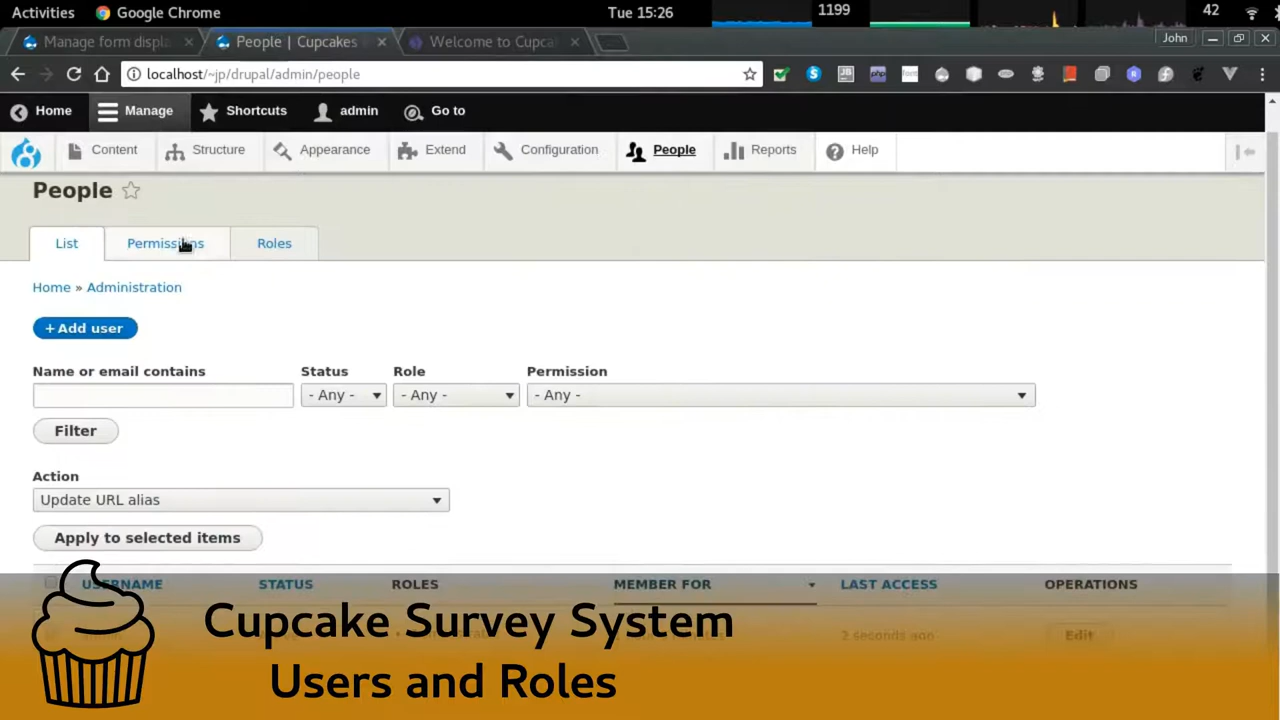 Activities Google Chrome Tue 15:26 1199 42
Manage form displ People | Cupcakes Welcome to Cupca John
localhost/~jp/drupal/admin/people
Home Manage Shortcuts admin Go to
Content Structure Appearance Extend Configuration People Reports Help
People
List Permissions Roles
Home » Administration
+ Add user
Name or email contains Status Role Permission
- Any - - Any - - Any -
Filter
Action
Update URL alias
Apply to selected items
USERNAME STATUS ROLES MEMBER FOR LAST ACCESS OPERATIONS
2 seconds ago Edit
Cupcake Survey System
Users and Roles